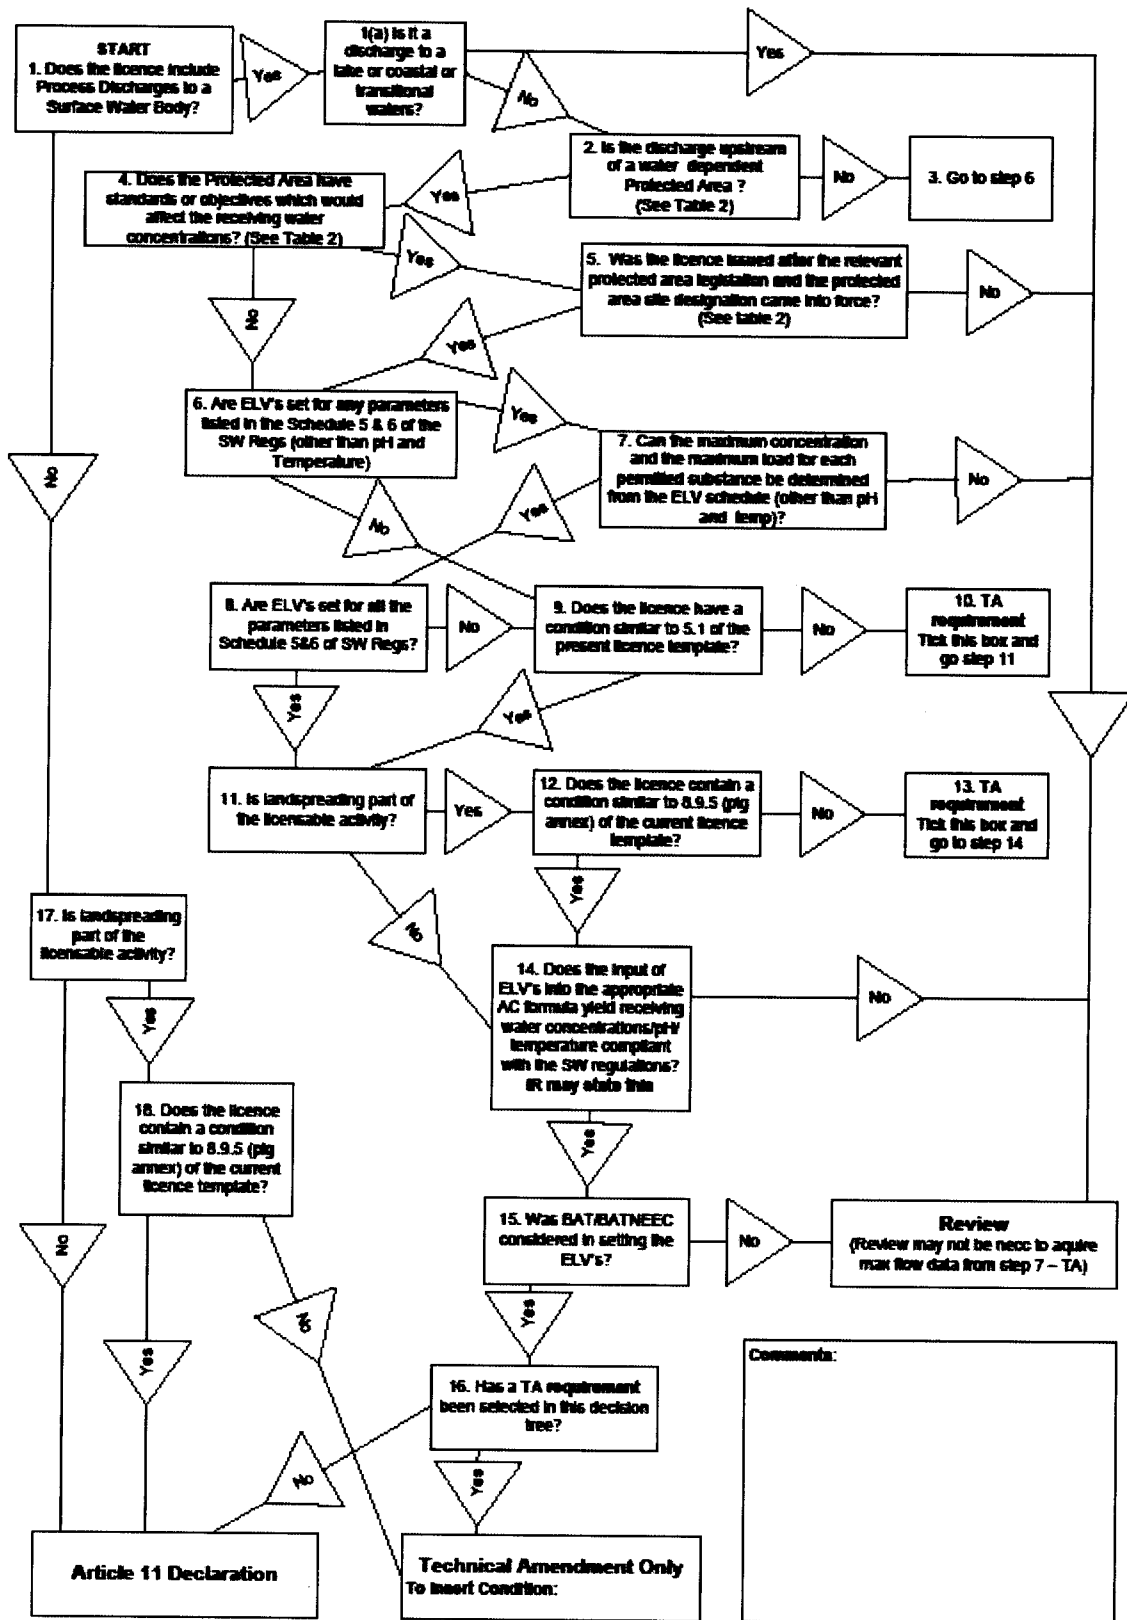 START
1. Does the licence include
Process Discharges to a
Surface Water Body?
Yes
1(a) Is it a
discharge to a
lake or coastal or
transitional
waters?
Yes
No
2. Is the discharge upstream
of a water dependent
Protected Area ?
(See Table 2)
No
3. Go to step 6
Yes
4. Does the Protected Area have
standards or objectives which would
affect the receiving water
concentrations? (See Table 2)
Yes
No
5. Was the licence issued after the relevant
protected area legislation and the protected
area site designation came into force?
(See table 2)
No
Yes
6. Are ELV's set for any parameters
listed in the Schedule 5 & 6 of the
SW Regs (other than pH and
Temperature)
Yes
No
7. Can the maximum concentration
and the maximum load for each
permitted substance be determined
from the ELV schedule (other than pH
and temp)?
No
Yes
No
8. Are ELV's set for all the
parameters listed in
Schedule 5&6 of SW Regs?
No
9. Does the licence have a
condition similar to 5.1 of the
present licence template?
No
10. TA
requirement
Tick this box and
go step 11
Yes
Yes
11. Is landspreading part of
the licensable activity?
Yes
12. Does the licence contain a
condition similar to 8.9.5 (pig
annex) of the current licence
template?
No
13. TA
requirement
Tick this box and
go to step 14
No
Yes
14. Does the input of
ELV's into the appropriate
AC formula yield receiving
water concentrations/pH/
temperature compliant
with the SW regulations?
IR may state this
No
17. Is landspreading
part of the
licensable activity?
Yes
No
18. Does the licence
contain a condition
similar to 8.9.5 (pig
annex) of the current
licence template?
Yes
No
Yes
15. Was BAT/BATNEEC
considered in setting the
ELV's?
No
Review
(Review may not be necc to aquire
max flow data from step 7 – TA)
Yes
16. Has a TA requirement
been selected in this decision
tree?
No
Yes
Comments:
Article 11 Declaration
Technical Amendment Only
To Insert Condition: